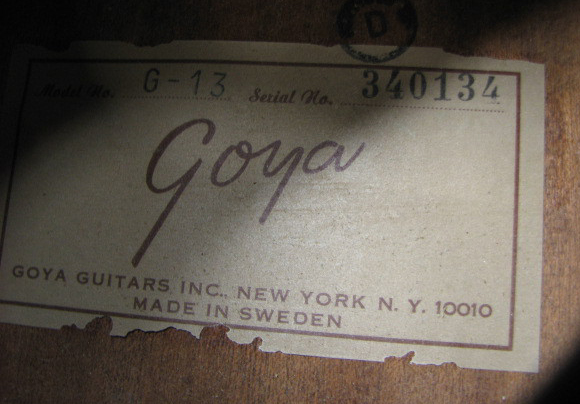 D
Model No. G-13 Serial No. 340134
Goya
GOYA GUITARS INC., NEW YORK N. Y. 10010
MADE IN SWEDEN